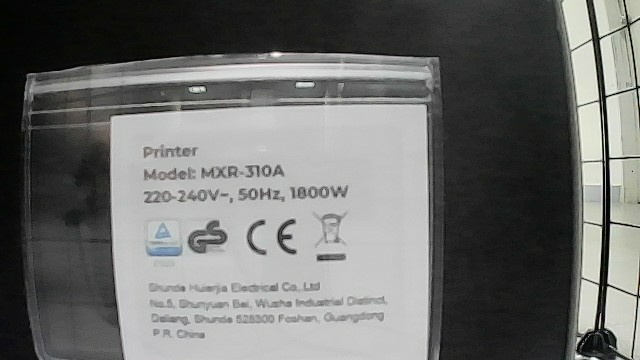 Printer
Model: MXR-310A
220-240V~, 50Hz, 1800W
GS CE
Shunde Huierjia Electrical Co.,Ltd
No.5, Shunyuan Bei, Wusha Industrial District,
Daliang, Shunde 528300 Foshan, Guangdong
P.R. China